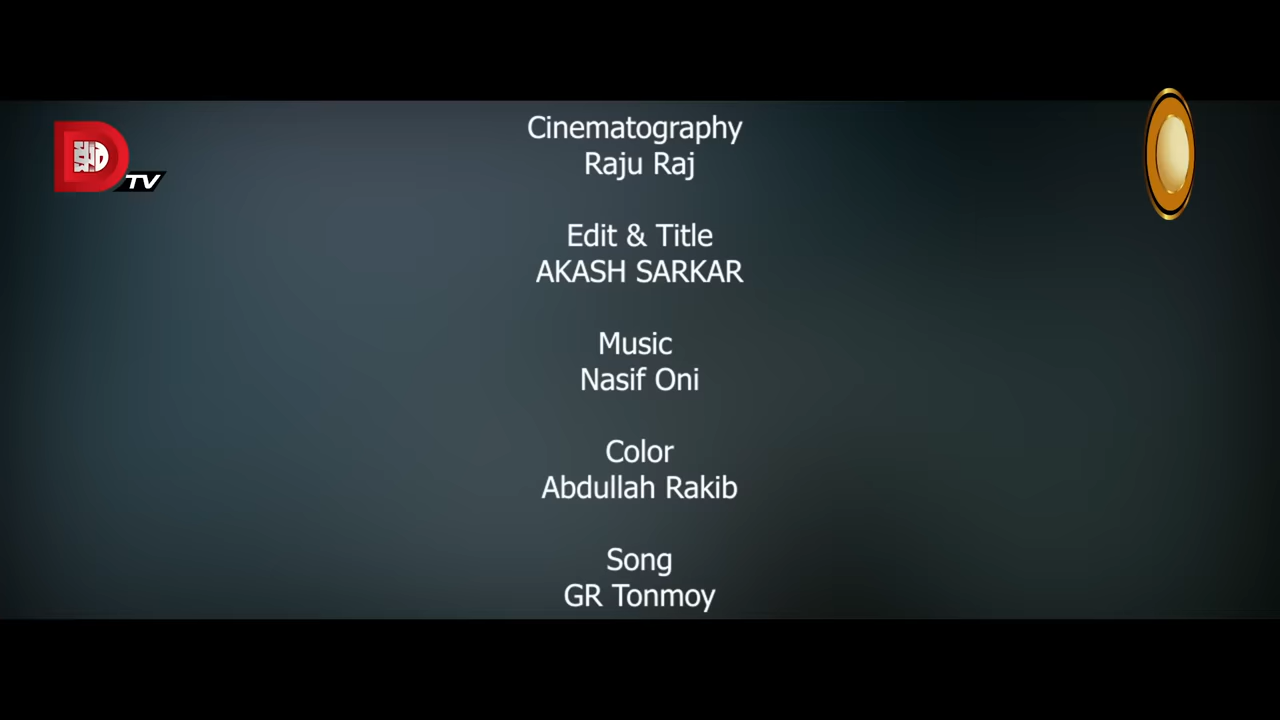 Cinematography
Raju Raj
Edit & Title
AKASH SARKAR
Music
Nasif Oni
Color
Abdullah Rakib
Song
GR Tonmoy
TV